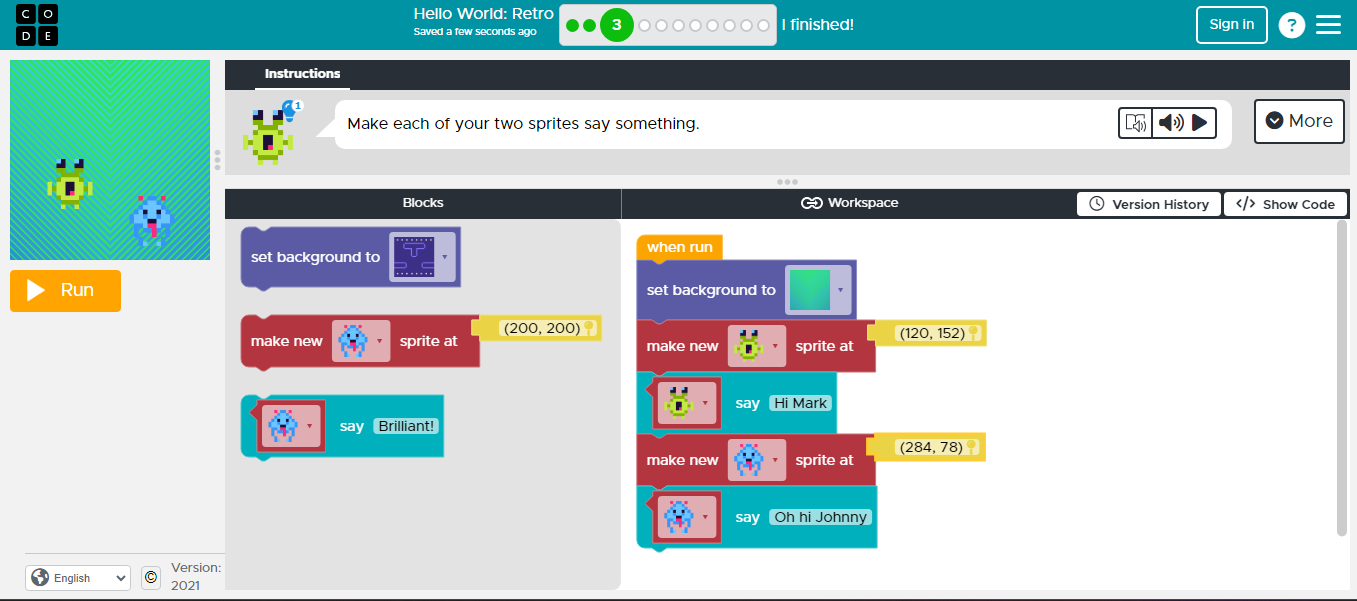 C O
D E
Hello World: Retro
Saved a few seconds ago
3
I finished!
Sign in
?
Instructions
1
Make each of your two sprites say something.
More
Run
Blocks
Workspace
Version History
</> Show Code
set background to
make new sprite at (200, 200)
say Brilliant!
when run
set background to
make new sprite at (120, 152)
say Hi Mark
make new sprite at (284, 78)
say Oh hi Johnny
English
©
Version:
2021